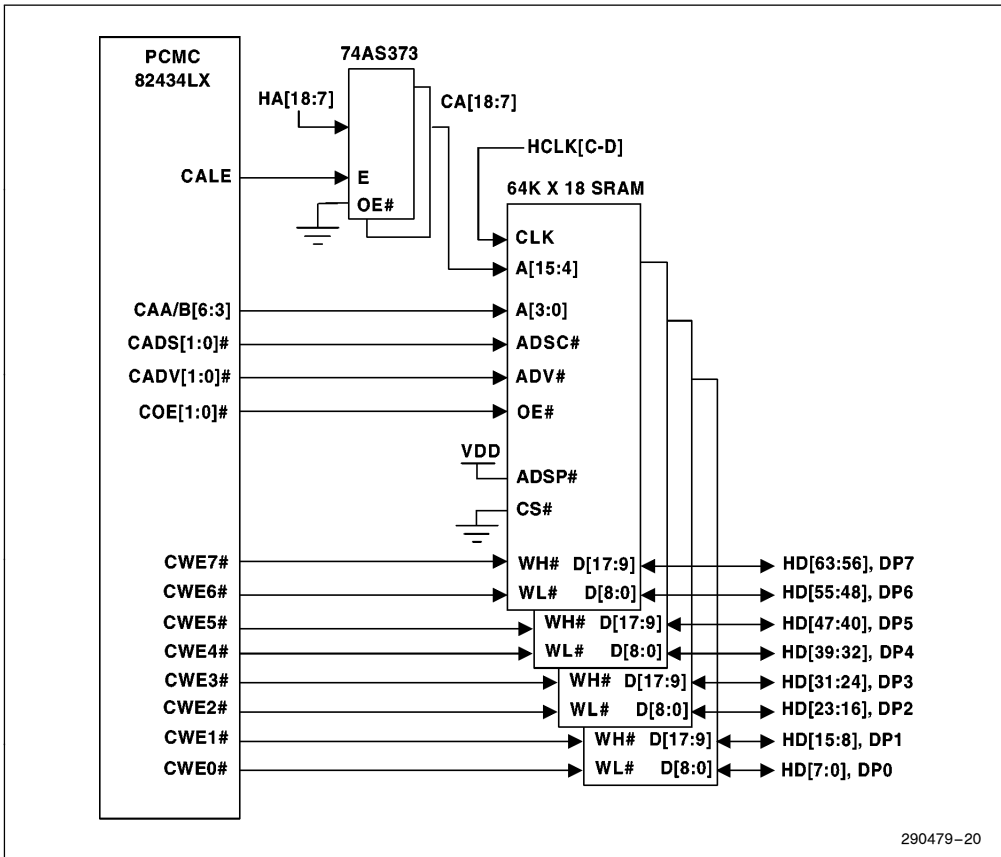 PCMC
82434LX
74AS373
HA[18:7]
CA[18:7]
HCLK[C-D]
CALE
E
OE#
64K X 18 SRAM
CLK
A[15:4]
CAA/B[6:3]
A[3:0]
CADS[1:0]#
ADSC#
CADV[1:0]#
ADV#
COE[1:0]#
OE#
VDD
ADSP#
CS#
CWE7#
WH# D[17:9]
HD[63:56], DP7
CWE6#
WL# D[8:0]
HD[55:48], DP6
CWE5#
WH# D[17:9]
HD[47:40], DP5
CWE4#
WL# D[8:0]
HD[39:32], DP4
CWE3#
WH# D[17:9]
HD[31:24], DP3
CWE2#
WL# D[8:0]
HD[23:16], DP2
CWE1#
WH# D[17:9]
HD[15:8], DP1
CWE0#
WL# D[8:0]
HD[7:0], DP0
290479–20